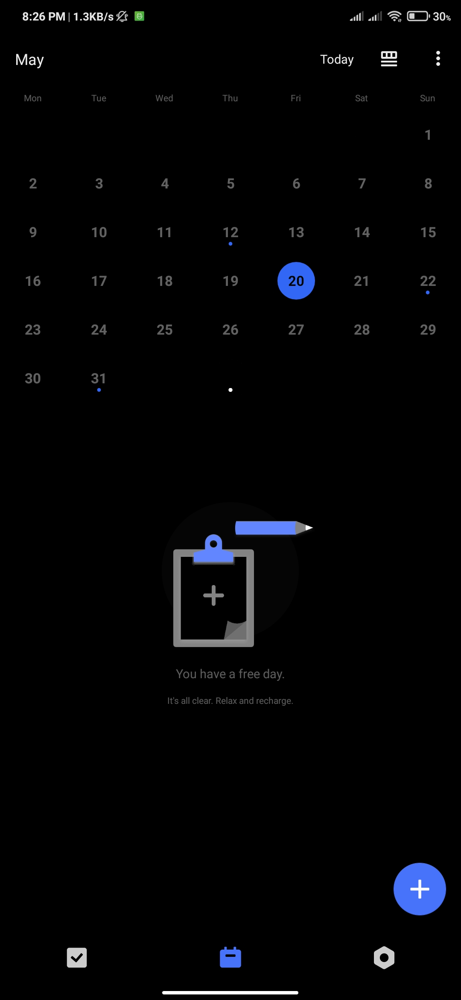 8:26 PM | 1.3KB/s 30%
May Today
Mon Tue Wed Thu Fri Sat Sun
1
2 3 4 5 6 7 8
9 10 11 12 13 14 15
16 17 18 19 20 21 22
23 24 25 26 27 28 29
30 31
You have a free day.
It's all clear. Relax and recharge.